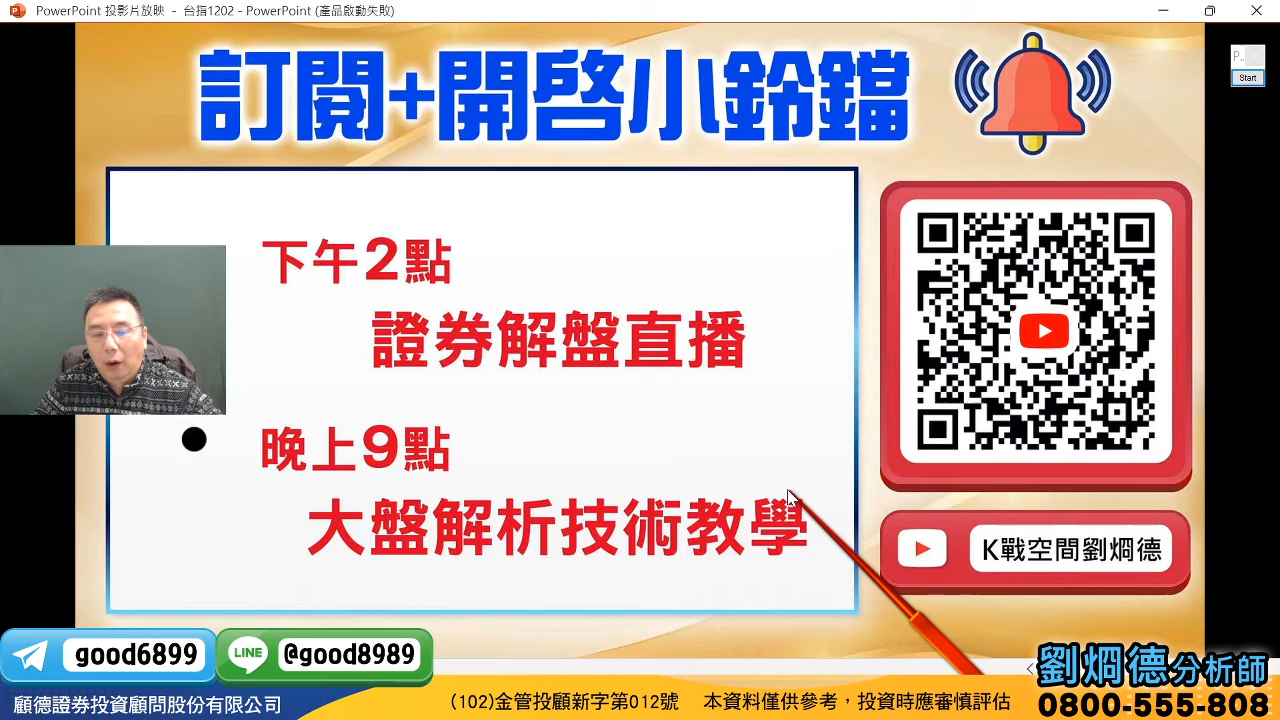 PowerPoint 投影片放映 - 台指1202 - PowerPoint (產品啟動失敗)
P..
Start
訂閱+開啓小鈴鐺
下午2點
證券解盤直播
晚上9點
大盤解析技術教學
K戰空間劉烱德
good6899
LINE
@good8989
劉烱德分析師
0800-555-808
顧德證券投資顧問股份有限公司
(102)金管投顧新字第012號 本資料僅供參考，投資時應審慎評估